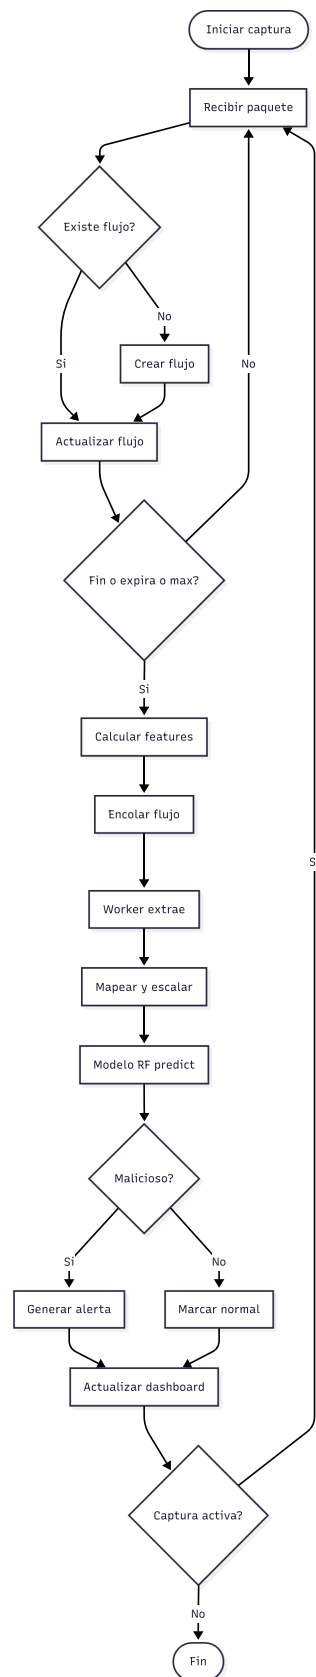 Iniciar captura
Recibir paquete
Existe flujo?
No
Si
Crear flujo
No
Actualizar flujo
Fin o expira o max?
Si
Calcular features
Encolar flujo
S
Worker extrae
Mapear y escalar
Modelo RF predict
Malicioso?
Si
No
Generar alerta
Marcar normal
Actualizar dashboard
Captura activa?
No
Fin